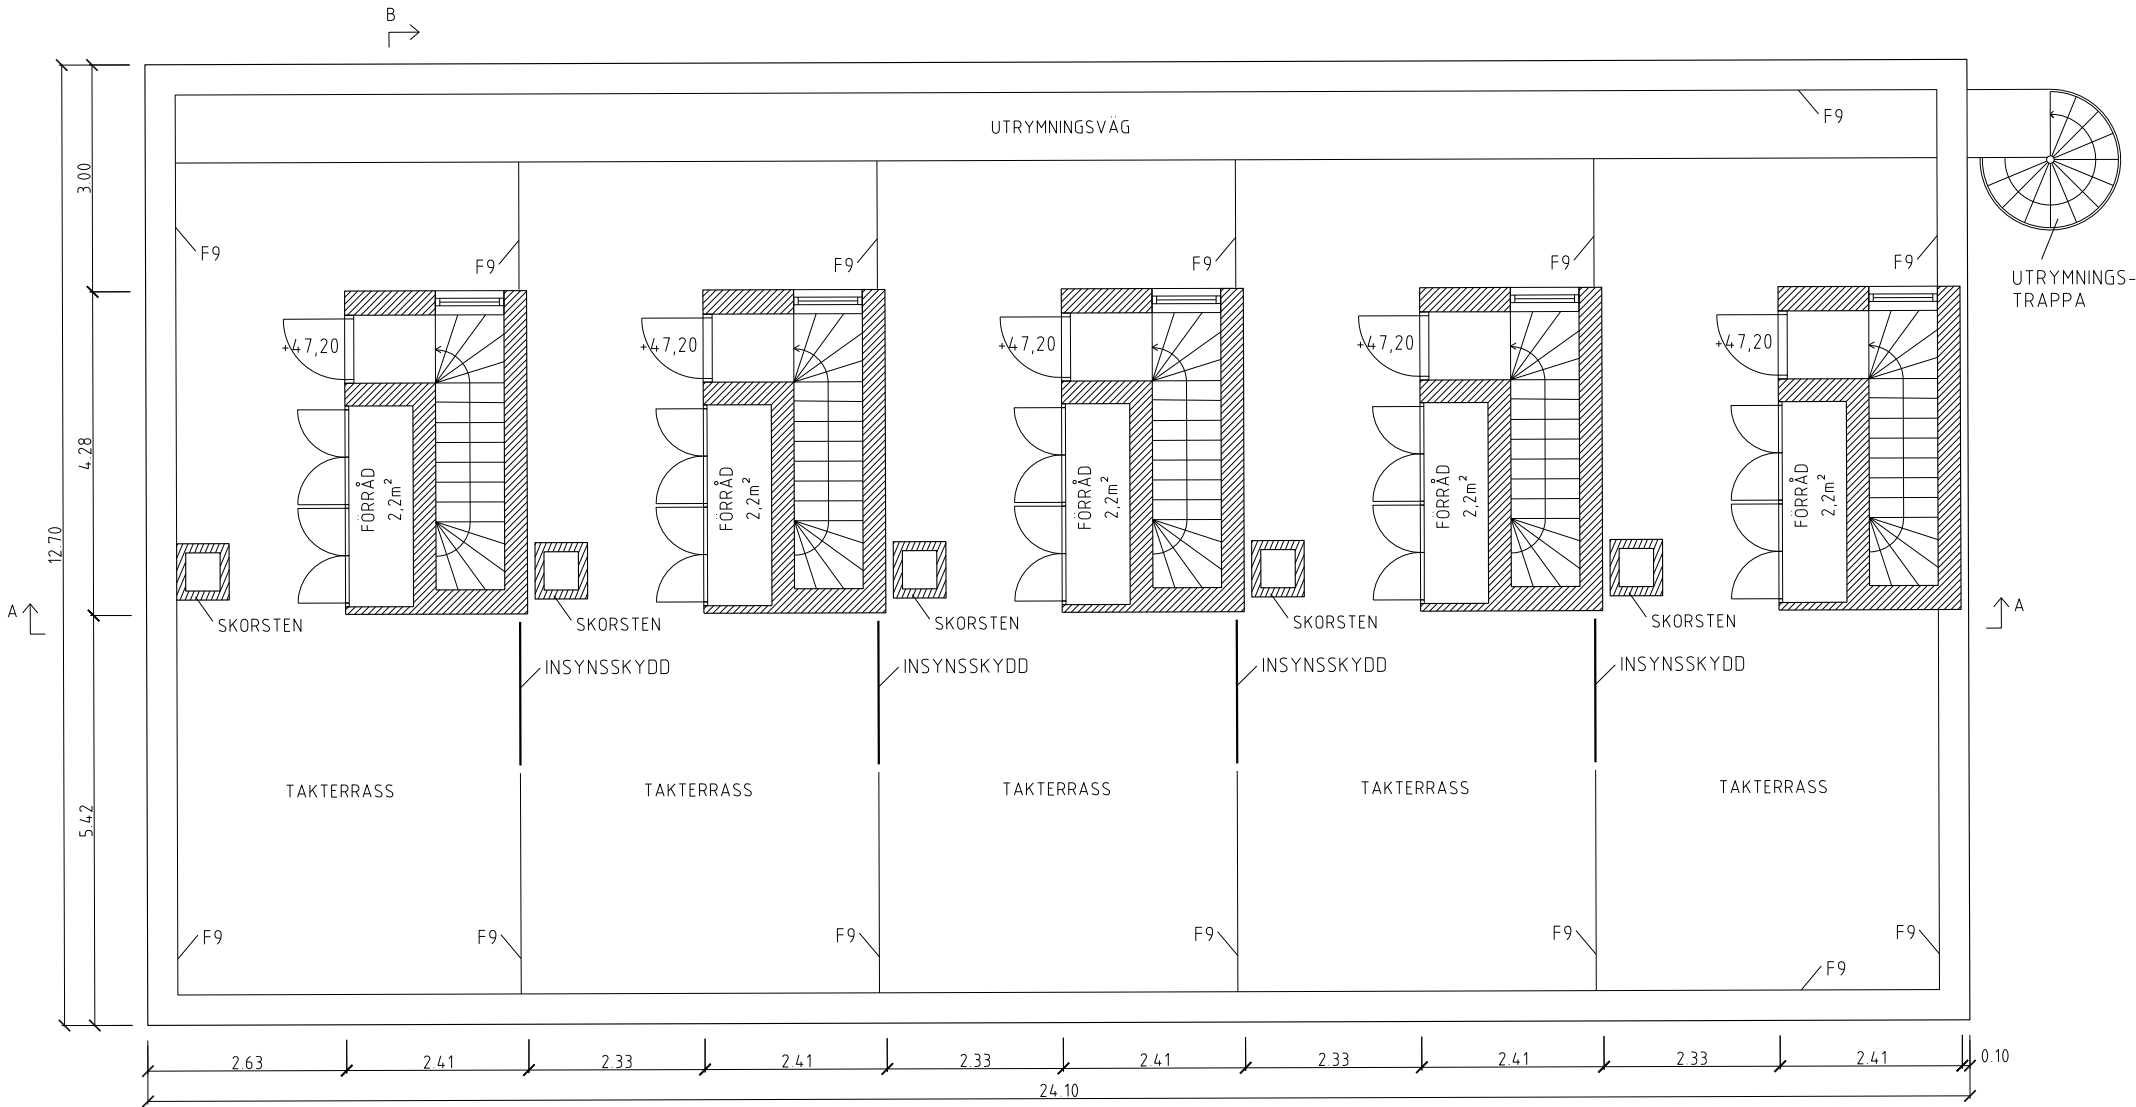 B
UTRYMNINGSVÄG
F9
3.00
F9
F9
F9
F9
F9
F9
UTRYMNINGS-
TRAPPA
+47,20
+47,20
+47,20
+47,20
+47,20
4.28
12.70
FÖRRÅD
2,2m²
FÖRRÅD
2,2m²
FÖRRÅD
2,2m²
FÖRRÅD
2,2m²
FÖRRÅD
2,2m²
A
A
SKORSTEN
SKORSTEN
SKORSTEN
SKORSTEN
SKORSTEN
INSYNSSKYDD
INSYNSSKYDD
INSYNSSKYDD
INSYNSSKYDD
5.42
TAKTERRASS
TAKTERRASS
TAKTERRASS
TAKTERRASS
TAKTERRASS
F9
F9
F9
F9
F9
F9
F9
2.63
2.41
2.33
2.41
2.33
2.41
2.33
2.41
2.33
2.41
0.10
24.10